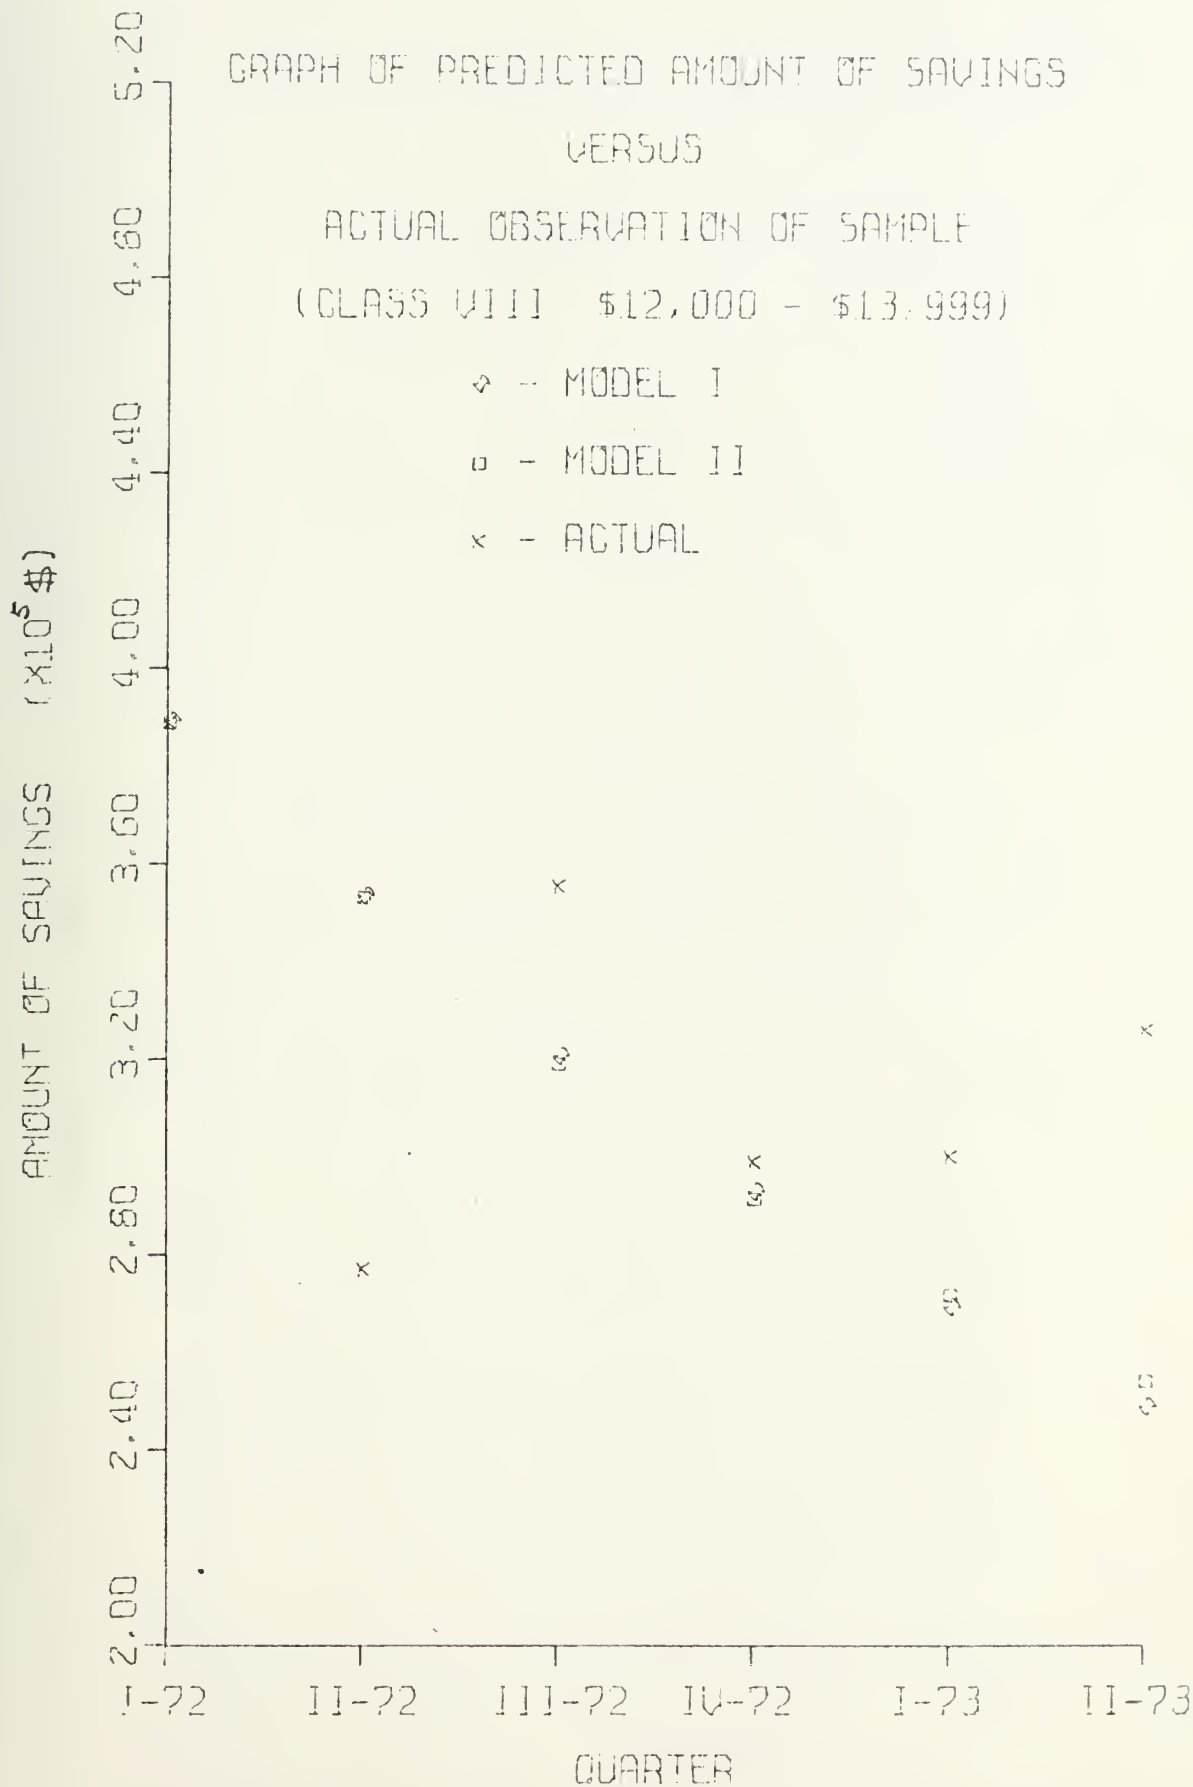 GRAPH OF PREDICTED AMOUNT OF SAVINGS
VERSUS
ACTUAL OBSERVATION OF SAMPLE
(CLASS VIII $12,000 - $13,999)
- MODEL I
- MODEL II
× - ACTUAL
AMOUNT OF SAVINGS (X10⁵ $)
5.20
4.80
4.40
4.00
3.60
3.20
2.80
2.40
2.00
I-72 II-72 III-72 IV-72 I-73 II-73
QUARTER